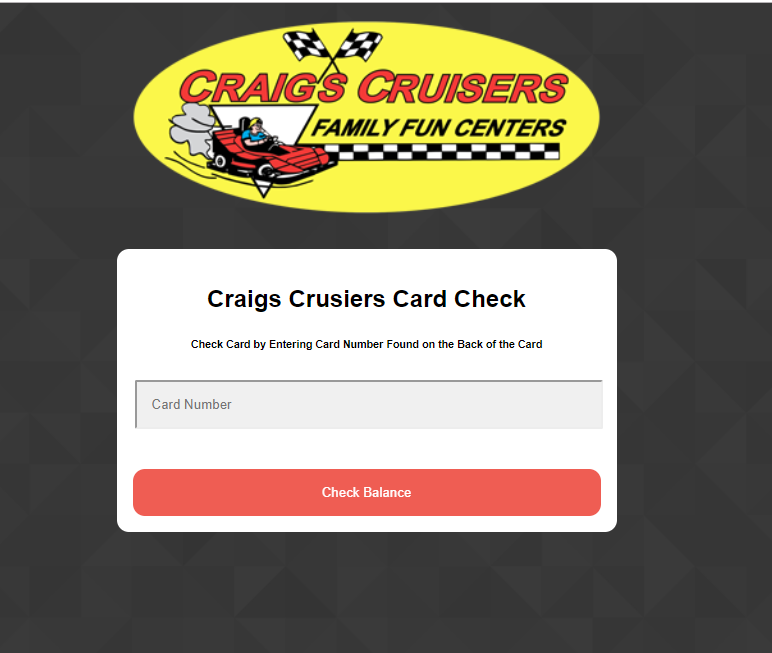 CRAIG'S CRUISERS
FAMILY FUN CENTERS
Craigs Crusiers Card Check
Check Card by Entering Card Number Found on the Back of the Card
Card Number
Check Balance